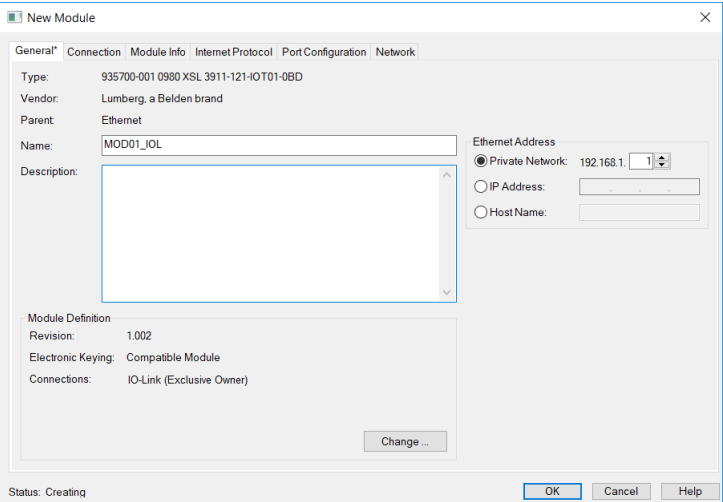 New Module
General* Connection Module Info Internet Protocol Port Configuration Network
Type: 935700-001 0980 XSL 3911-121-IOT01-0BD
Vendor: Lumberg, a Belden brand
Parent: Ethernet
Name: MOD01_IOL
Description:
Ethernet Address
Private Network: 192.168.1. 1
IP Address: . . .
Host Name:
Module Definition
Revision: 1.002
Electronic Keying: Compatible Module
Connections: IO-Link (Exclusive Owner)
Change ...
Status: Creating
OK Cancel Help